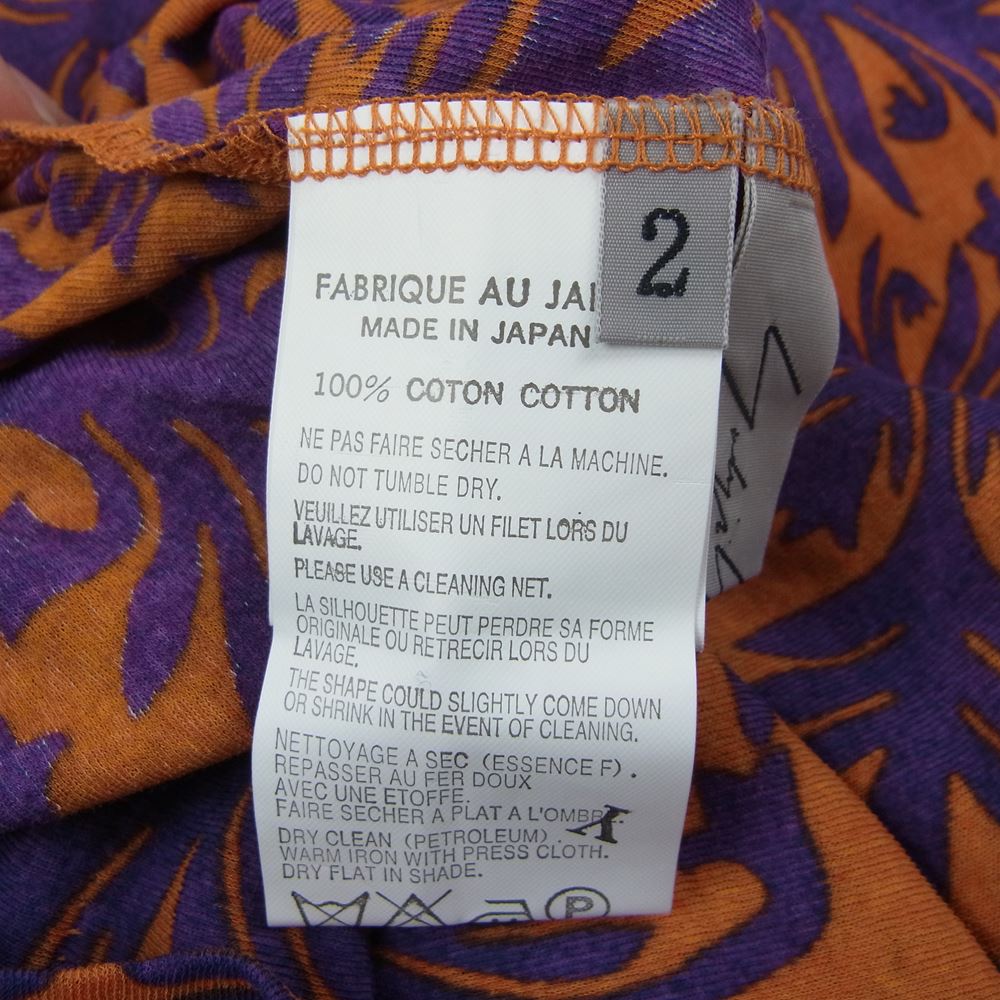 2
FABRIQUE AU JA
MADE IN JAPAN
100% COTON COTTON
NE PAS FAIRE SECHER A LA MACHINE.
DO NOT TUMBLE DRY.
VEUILLEZ UTILISER UN FILET LORS DU
LAVAGE.
PLEASE USE A CLEANING NET.
LA SILHOUETTE PEUT PERDRE SA FORME
ORIGINALE OU RETRECIR LORS DU
LAVAGE.
THE SHAPE COULD SLIGHTLY COME DOWN
OR SHRINK IN THE EVENT OF CLEANING.
NETTOYAGE A SEC (ESSENCE F).
REPASSER AU FER DOUX
AVEC UNE ETOFFE.
FAIRE SECHER A PLAT A L'OMBRE
DRY CLEAN (PETROLEUM)
WARM IRON WITH PRESS CLOTH.
DRY FLAT IN SHADE.
P